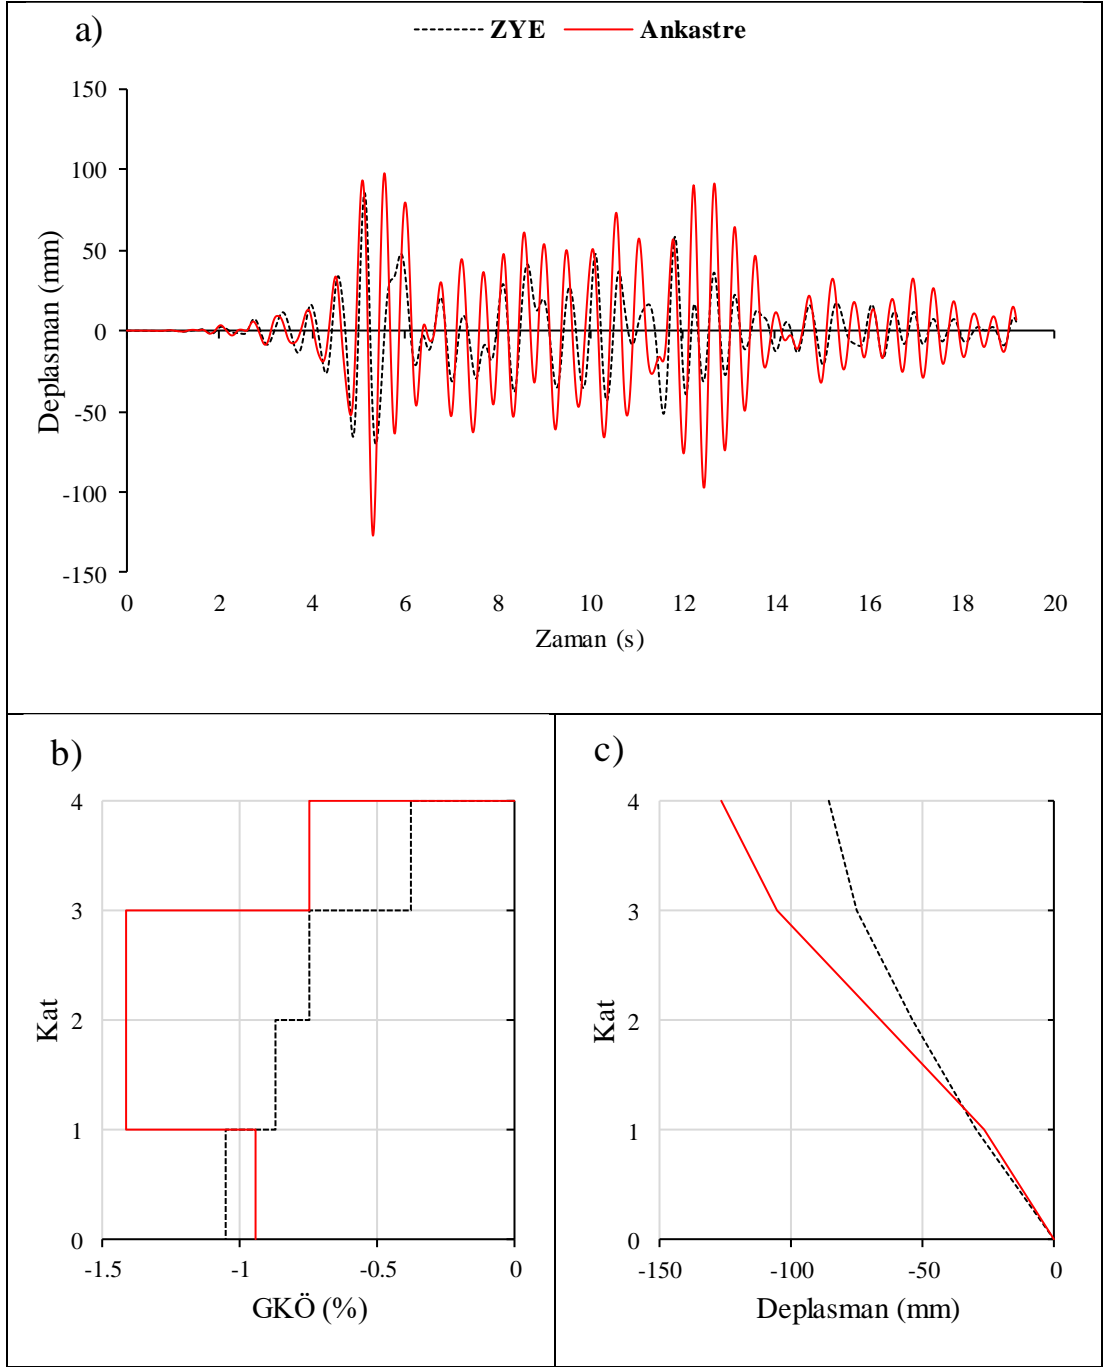 a)
ZYE Ankastre
150
100
50
0
-50
-100
-150
Deplasman (mm)
0 2 4 6 8 10 12 14 16 18 20
Zaman (s)
b)
4
3
2
1
0
Kat
-1.5 -1 -0.5 0
GKÖ (%)
c)
4
3
2
1
0
Kat
-150 -100 -50 0
Deplasman (mm)